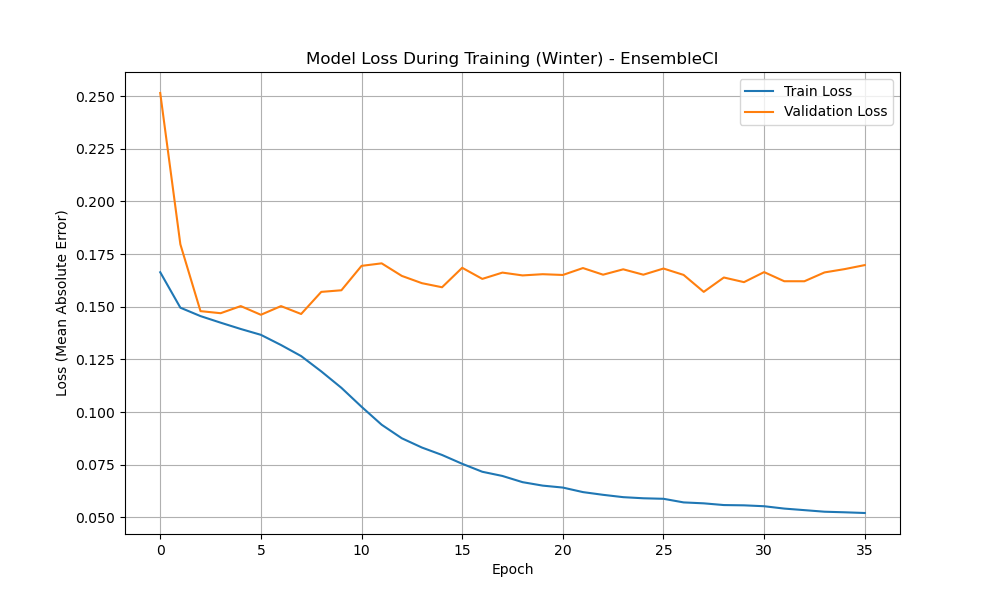 Model Loss During Training (Winter) - EnsembleCI
Train Loss
Validation Loss
Loss (Mean Absolute Error)
0.250
0.225
0.200
0.175
0.150
0.125
0.100
0.075
0.050
0 5 10 15 20 25 30 35
Epoch